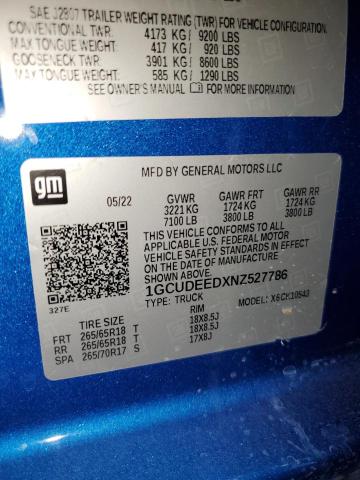 SAE J2807 TRAILER WEIGHT RATING (TWR) FOR VEHICLE CONFIGURATION.
CONVENTIONAL TWR: 4173 KG / 9200 LBS
MAX TONGUE WEIGHT: 417 KG / 920 LBS
GOOSENECK TWR: 3901 KG / 8600 LBS
MAX TONGUE WEIGHT: 585 KG / 1290 LBS
SEE OWNER'S MANUAL FOR MORE INFORMATION.
gm
MFD BY GENERAL MOTORS LLC
05/22 GVWR GAWR FRT GAWR RR
3221 KG 1724 KG 1724 KG
7100 LB 3800 LB 3800 LB
THIS VEHICLE CONFORMS TO ALL APPLICABLE
U.S. FEDERAL MOTOR VEHICLE SAFETY
STANDARDS IN EFFECT ON THE DATE OF
MANUFACTURE SHOWN ABOVE.
1GCUDEEDXNZ527786
TYPE: TRUCK MODEL: X6CK10543
327E
TIRE SIZE RIM
FRT 265/65R18 T 18X8.5J
RR 265/65R18 T 18X8.5J
SPA 265/70R17 S 17X8J